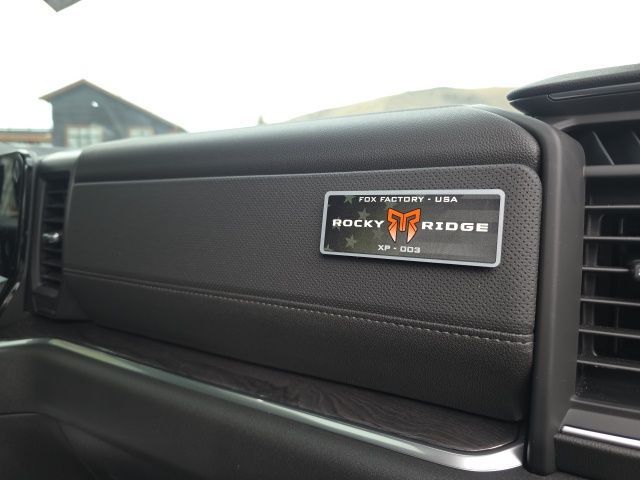 FOX FACTORY - USA
ROCKY RIDGE
XP - 003